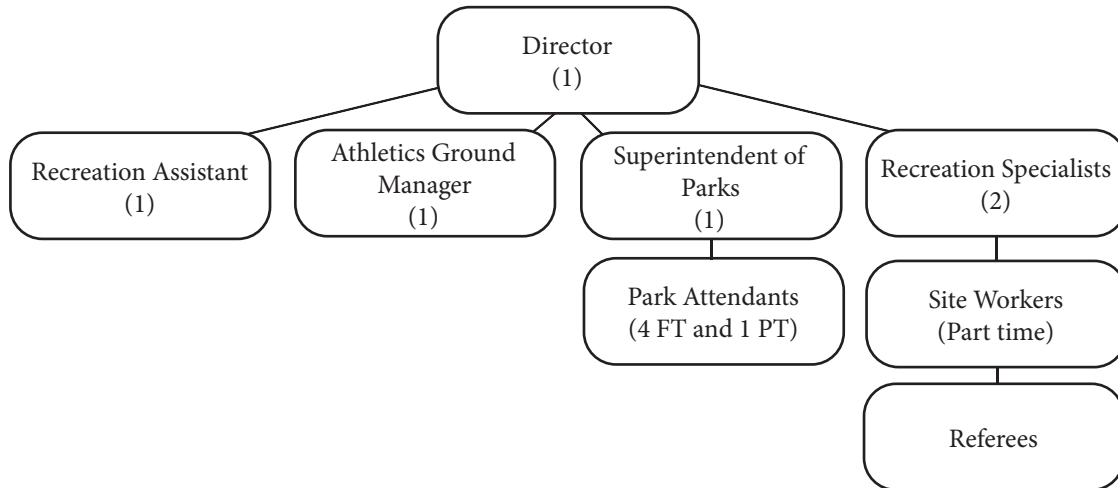 Director
(1)
Recreation Assistant
(1)
Athletics Ground
Manager
(1)
Superintendent of
Parks
(1)
Recreation Specialists
(2)
Park Attendants
(4 FT and 1 PT)
Site Workers
(Part time)
Referees